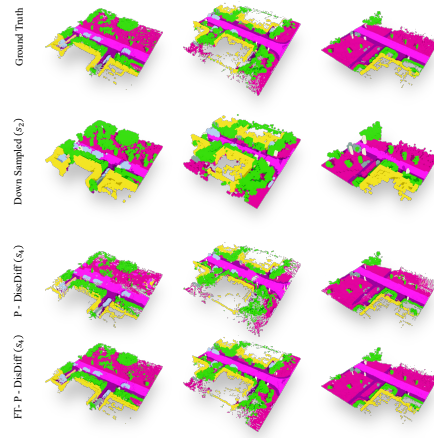 Ground Truth
Down Sampled (s₂)
P - DiscDiff (s₄)
FT- P - DisDiff (s₄)